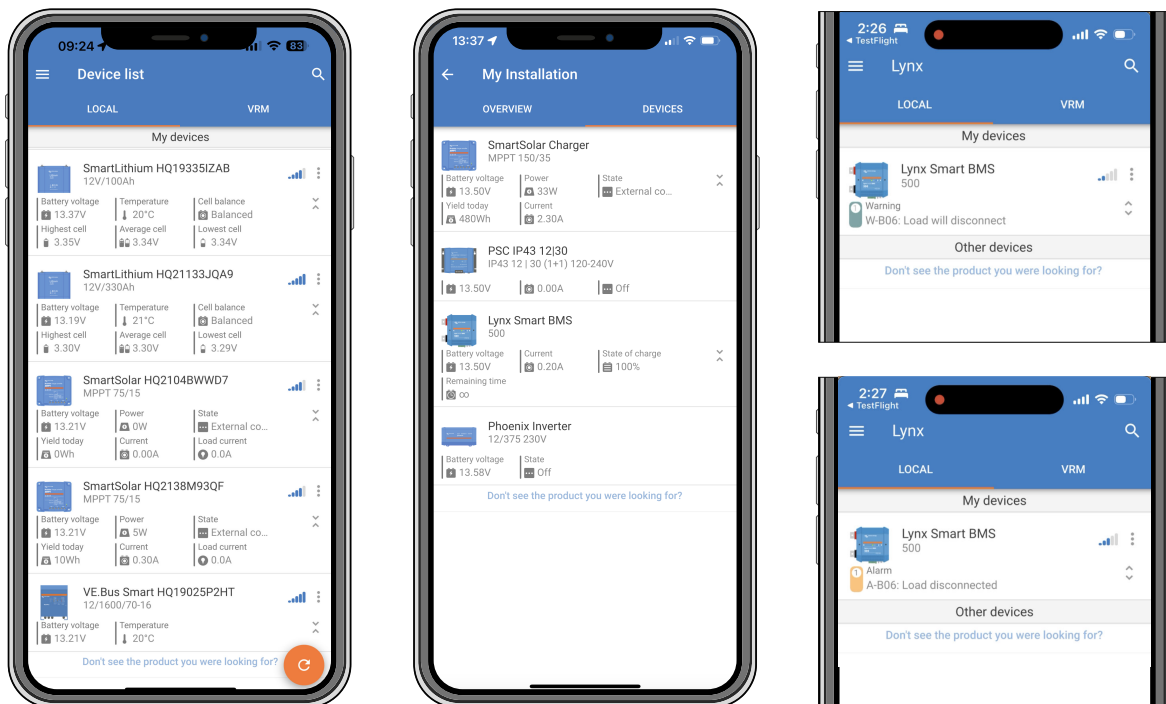 09:24
83
Device list
LOCAL VRM
My devices
SmartLithium HQ19335IZAB
12V/100Ah
Battery voltage Temperature Cell balance
13.37V 20°C Balanced
Highest cell Average cell Lowest cell
3.35V 3.34V 3.34V
SmartLithium HQ21133JQA9
12V/330Ah
Battery voltage Temperature Cell balance
13.19V 21°C Balanced
Highest cell Average cell Lowest cell
3.30V 3.30V 3.29V
SmartSolar HQ2104BWWD7
MPPT 75/15
Battery voltage Power State
13.21V 0W External co...
Yield today Current Load current
0Wh 0.00A 0.0A
SmartSolar HQ2138M93QF
MPPT 75/15
Battery voltage Power State
13.21V 5W External co...
Yield today Current Load current
10Wh 0.30A 0.0A
VE.Bus Smart HQ19025P2HT
12/1600/70-16
Battery voltage Temperature
13.21V 20°C
Don't see the product you were looking for?
13:37
My Installation
OVERVIEW DEVICES
SmartSolar Charger
MPPT 150/35
Battery voltage Power State
13.50V 33W External co...
Yield today Current
480Wh 2.30A
PSC IP43 12|30
IP43 12 | 30 (1+1) 120-240V
13.50V 0.00A Off
Lynx Smart BMS
500
Battery voltage Current State of charge
13.50V 0.20A 100%
Remaining time
∞
Phoenix Inverter
12/375 230V
Battery voltage State
13.58V Off
Don't see the product you were looking for?
2:26
◀ TestFlight
Lynx
LOCAL VRM
My devices
Lynx Smart BMS
500
1 Warning
W-B06: Load will disconnect
Other devices
Don't see the product you were looking for?
2:27
◀ TestFlight
Lynx
LOCAL VRM
My devices
Lynx Smart BMS
500
1 Alarm
A-B06: Load disconnected
Other devices
Don't see the product you were looking for?